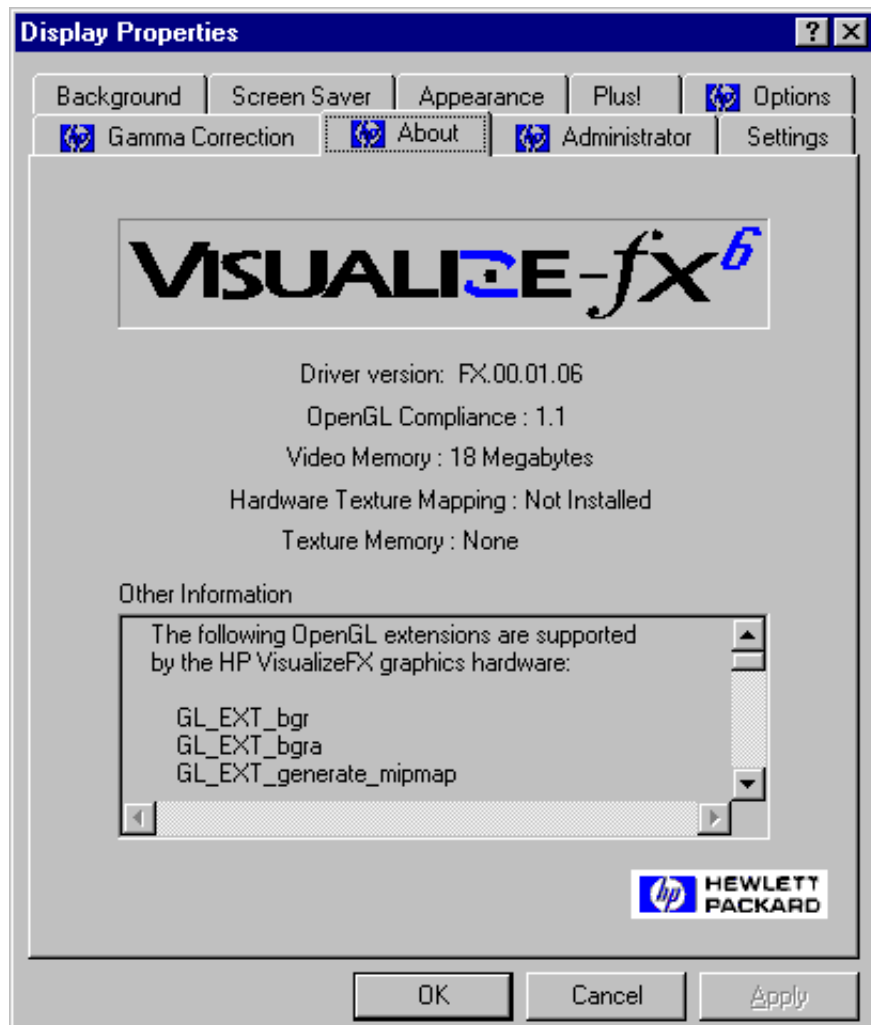 Display Properties
Background Screen Saver Appearance Plus! Options
Gamma Correction About Administrator Settings
VISUALIZE-fx6
Driver version: FX.00.01.06
OpenGL Compliance : 1.1
Video Memory : 18 Megabytes
Hardware Texture Mapping : Not Installed
Texture Memory : None
Other Information
The following OpenGL extensions are supported
by the HP VisualizeFX graphics hardware:
GL_EXT_bgr
GL_EXT_bgra
GL_EXT_generate_mipmap
hp HEWLETT
PACKARD
OK Cancel Apply